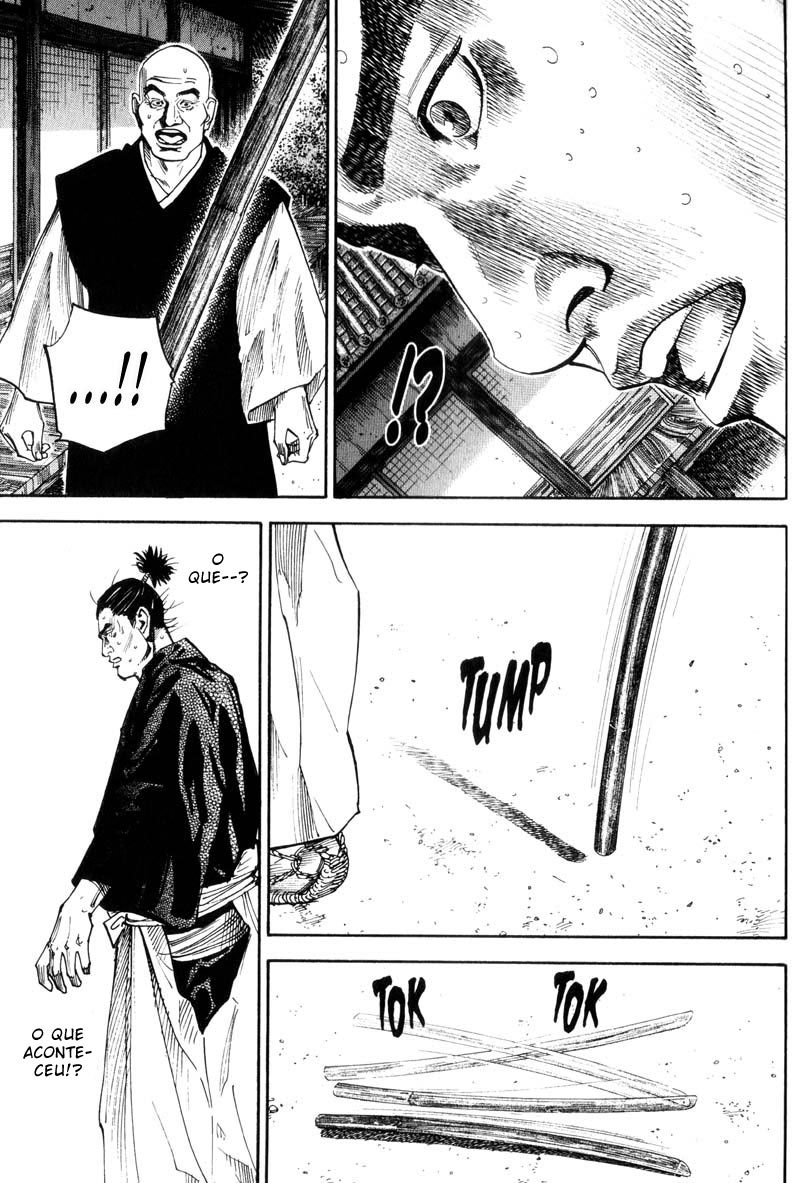 !?
....!!
TUMP
TOK
TOK
O
QUE--?
O QUE
ACONTE-
CEU!?